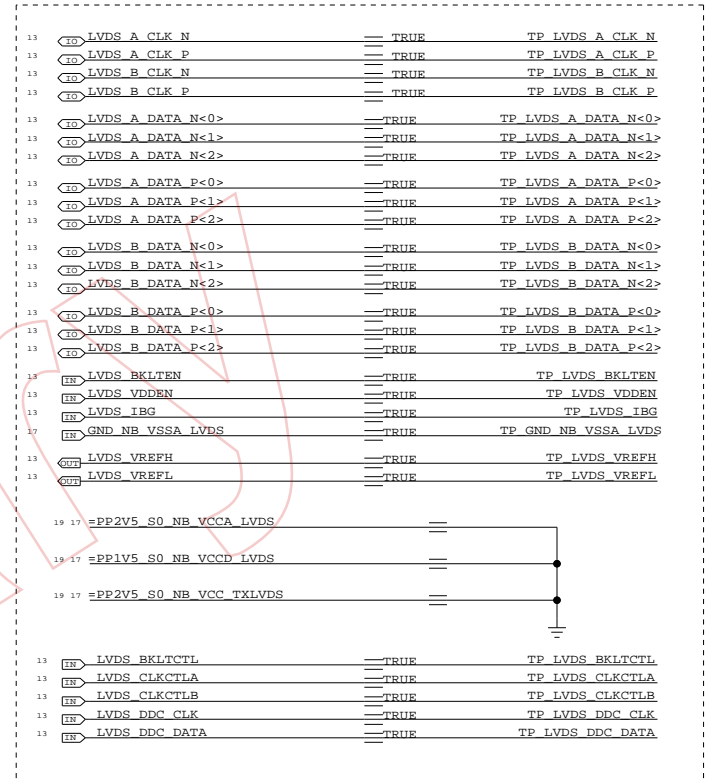 13 IO LVDS_A_CLK_N TRUE TP_LVDS_A_CLK_N
13 IO LVDS_A_CLK_P TRUE TP_LVDS_A_CLK_P
13 IO LVDS_B_CLK_N TRUE TP_LVDS_B_CLK_N
13 IO LVDS_B_CLK_P TRUE TP_LVDS_B_CLK_P
13 IO LVDS_A_DATA_N<0> TRUE TP_LVDS_A_DATA_N<0>
13 IO LVDS_A_DATA_N<1> TRUE TP_LVDS_A_DATA_N<1>
13 IO LVDS_A_DATA_N<2> TRUE TP_LVDS_A_DATA_N<2>
13 IO LVDS_A_DATA_P<0> TRUE TP_LVDS_A_DATA_P<0>
13 IO LVDS_A_DATA_P<1> TRUE TP_LVDS_A_DATA_P<1>
13 IO LVDS_A_DATA_P<2> TRUE TP_LVDS_A_DATA_P<2>
13 IO LVDS_B_DATA_N<0> TRUE TP_LVDS_B_DATA_N<0>
13 IO LVDS_B_DATA_N<1> TRUE TP_LVDS_B_DATA_N<1>
13 IO LVDS_B_DATA_N<2> TRUE TP_LVDS_B_DATA_N<2>
13 IO LVDS_B_DATA_P<0> TRUE TP_LVDS_B_DATA_P<0>
13 IO LVDS_B_DATA_P<1> TRUE TP_LVDS_B_DATA_P<1>
13 IO LVDS_B_DATA_P<2> TRUE TP_LVDS_B_DATA_P<2>
13 IN LVDS_BKLTEN TRUE TP_LVDS_BKLTEN
13 IN LVDS_VDDEN TRUE TP_LVDS_VDDEN
13 IN LVDS_IBG TRUE TP_LVDS_IBG
17 IN GND_NB_VSSA_LVDS TRUE TP_GND_NB_VSSA_LVDS
13 OUT LVDS_VREFH TRUE TP_LVDS_VREFH
13 OUT LVDS_VREFL TRUE TP_LVDS_VREFL
19 17 =PP2V5_S0_NB_VCCA_LVDS
19 17 =PP1V5_S0_NB_VCCD_LVDS
19 17 =PP2V5_S0_NB_VCC_TXLVDS
13 IN LVDS_BKLTCTL TRUE TP_LVDS_BKLTCTL
13 IN LVDS_CLKCTLA TRUE TP_LVDS_CLKCTLA
13 IN LVDS_CLKCTLB TRUE TP_LVDS_CLKCTLB
13 IN LVDS_DDC_CLK TRUE TP_LVDS_DDC_CLK
13 IN LVDS_DDC_DATA TRUE TP_LVDS_DDC_DATA